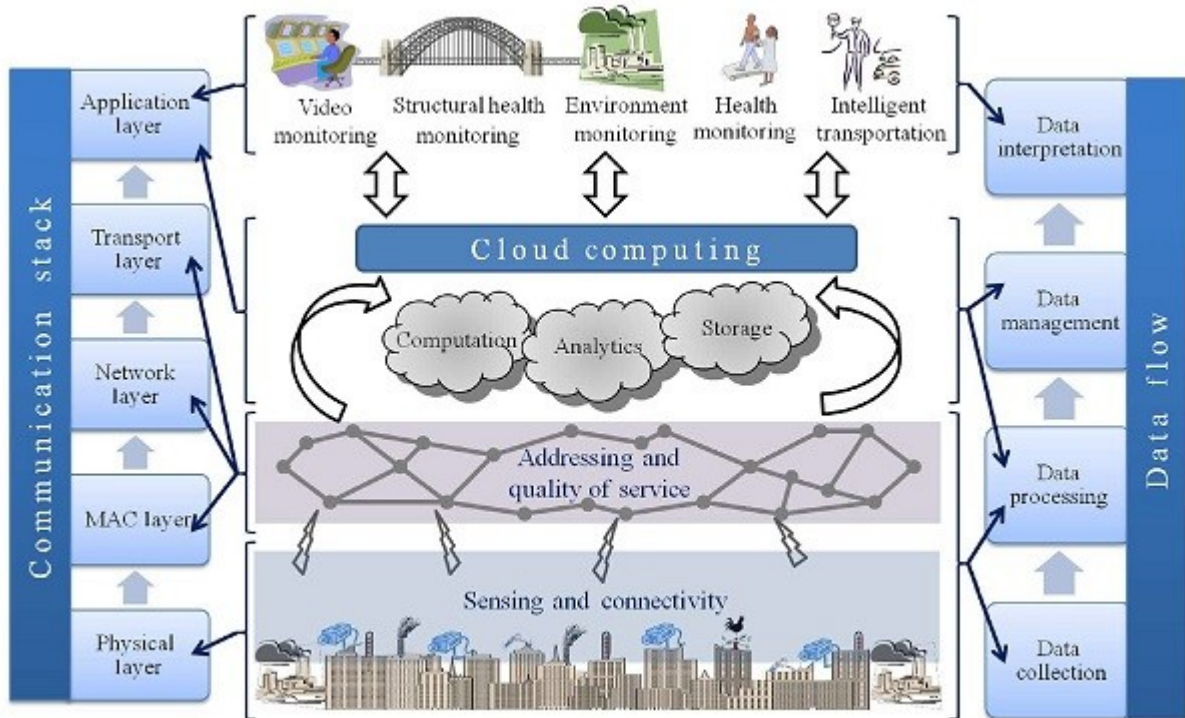 Communication stack
Application
layer
Transport
layer
Network
layer
MAC layer
Physical
layer
Video
monitoring
Structural health
monitoring
Environment
monitoring
Health
monitoring
Intelligent
transportation
Cloud computing
Computation
Analytics
Storage
Addressing and
quality of service
Sensing and connectivity
Data
interpretation
Data
management
Data
processing
Data
collection
Data flow